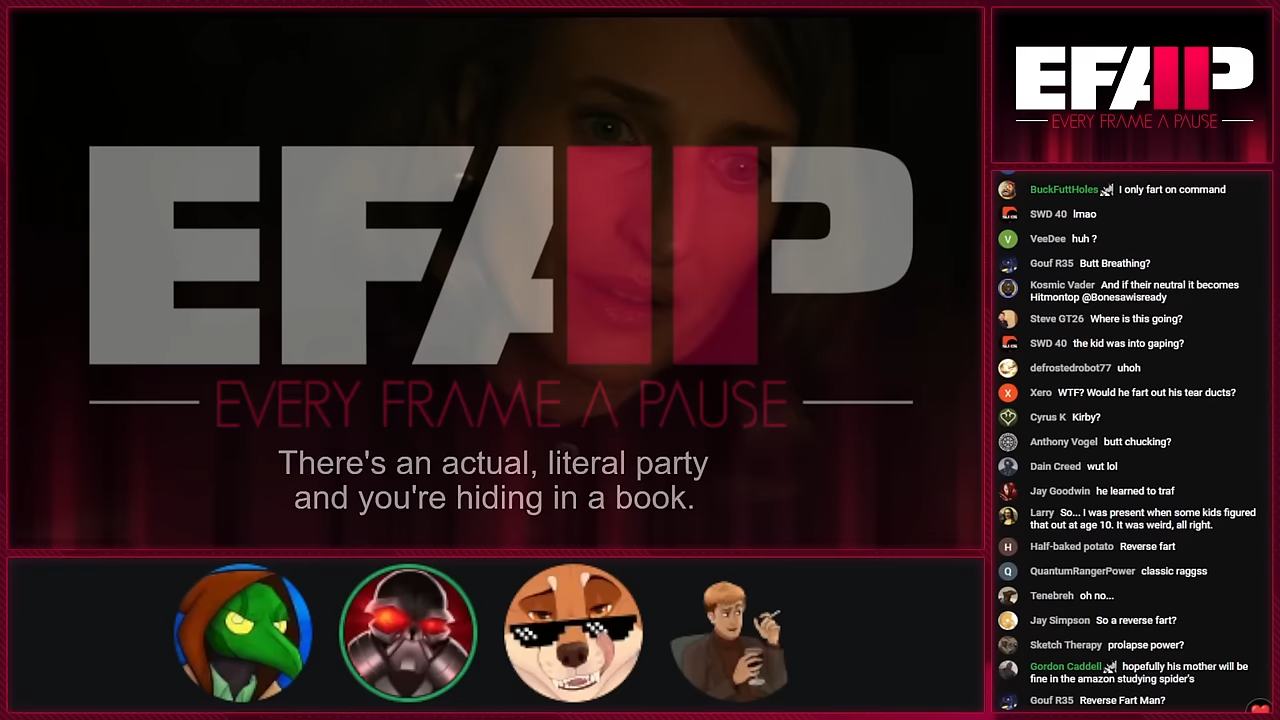 EFAP
EVERY FRAME A PAUSE
There's an actual, literal party
and you're hiding in a book.
EFAP
EVERY FRAME A PAUSE
BuckFuttHoles I only fart on command
SWD 40 lmao
VeeDee huh ?
Gouf R35 Butt Breathing?
Kosmic Vader And if their neutral it becomes
Hitmontop @Bonesawisready
Steve GT26 Where is this going?
SWD 40 the kid was into gaping?
defrostedrobot77 uhoh
Xero WTF? Would he fart out his tear ducts?
Cyrus K Kirby?
Anthony Vogel butt chucking?
Dain Creed wut lol
Jay Goodwin he learned to traf
Larry So... I was present when some kids figured
that out at age 10. It was weird, all right.
Half-baked potato Reverse fart
QuantumRangerPower classic raggss
Tenebreh oh no...
Jay Simpson So a reverse fart?
Sketch Therapy prolapse power?
Gordon Caddell hopefully his mother will be
fine in the amazon studying spider's
Gouf R35 Reverse Fart Man?